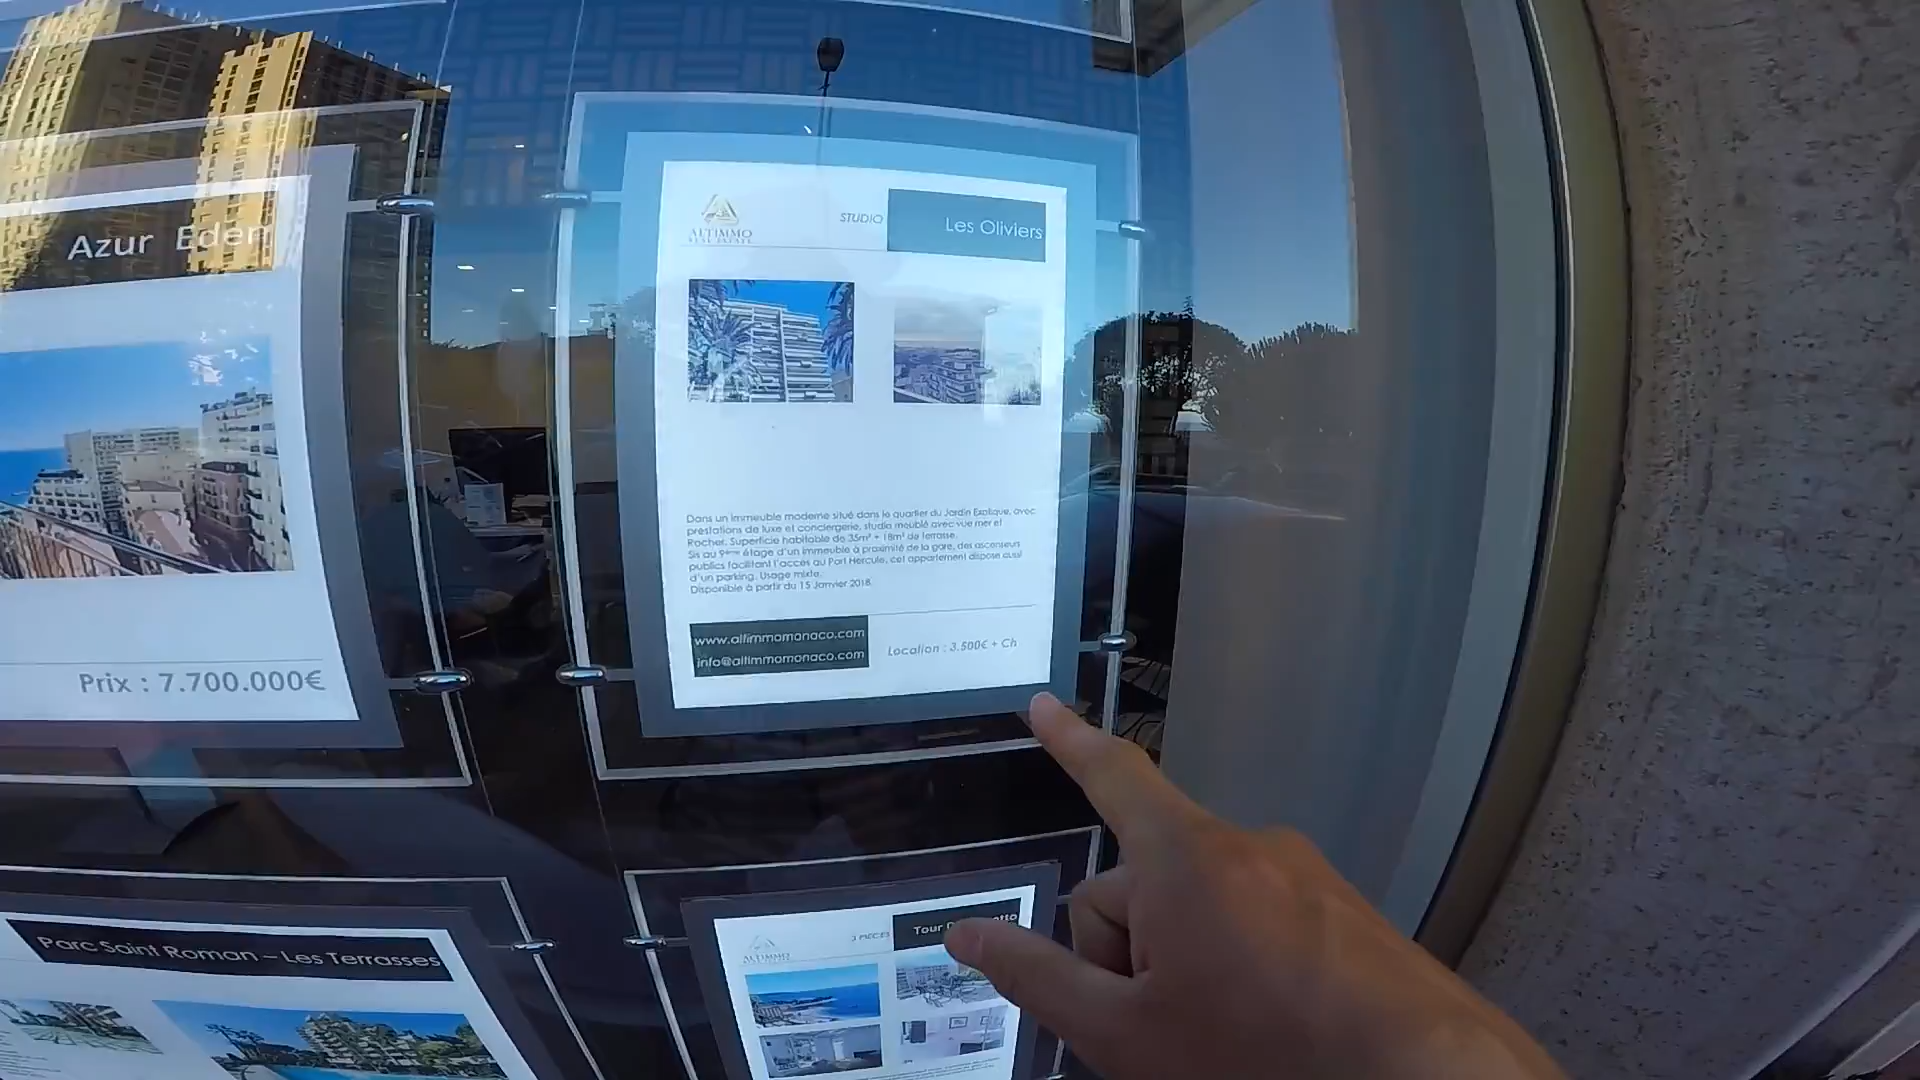 Azur Eden
Prix : 7.700.000€
ALTIMMO
REAL ESTATE
STUDIO
Les Oliviers
Dans un immeuble moderne situé dans le quartier du Jardin Exotique, avec
prestations de luxe et conciergerie, studio meublé avec vue mer et
Rocher. Superficie habitable de 35m² + 18m² de terrasse.
Sis au 9ème étage d'un immeuble à proximité de la gare, des ascenseurs
publics facilitant l'accès au Port Hercule, cet appartement dispose aussi
d'un parking. Usage mixte.
Disponible à partir du 15 Janvier 2018.
www.altimmomonaco.com
info@altimmomonaco.com
Location : 3.500€ + Ch
Parc Saint Roman – Les Terrasses
ALTIMMO
3 PIECES
Tour